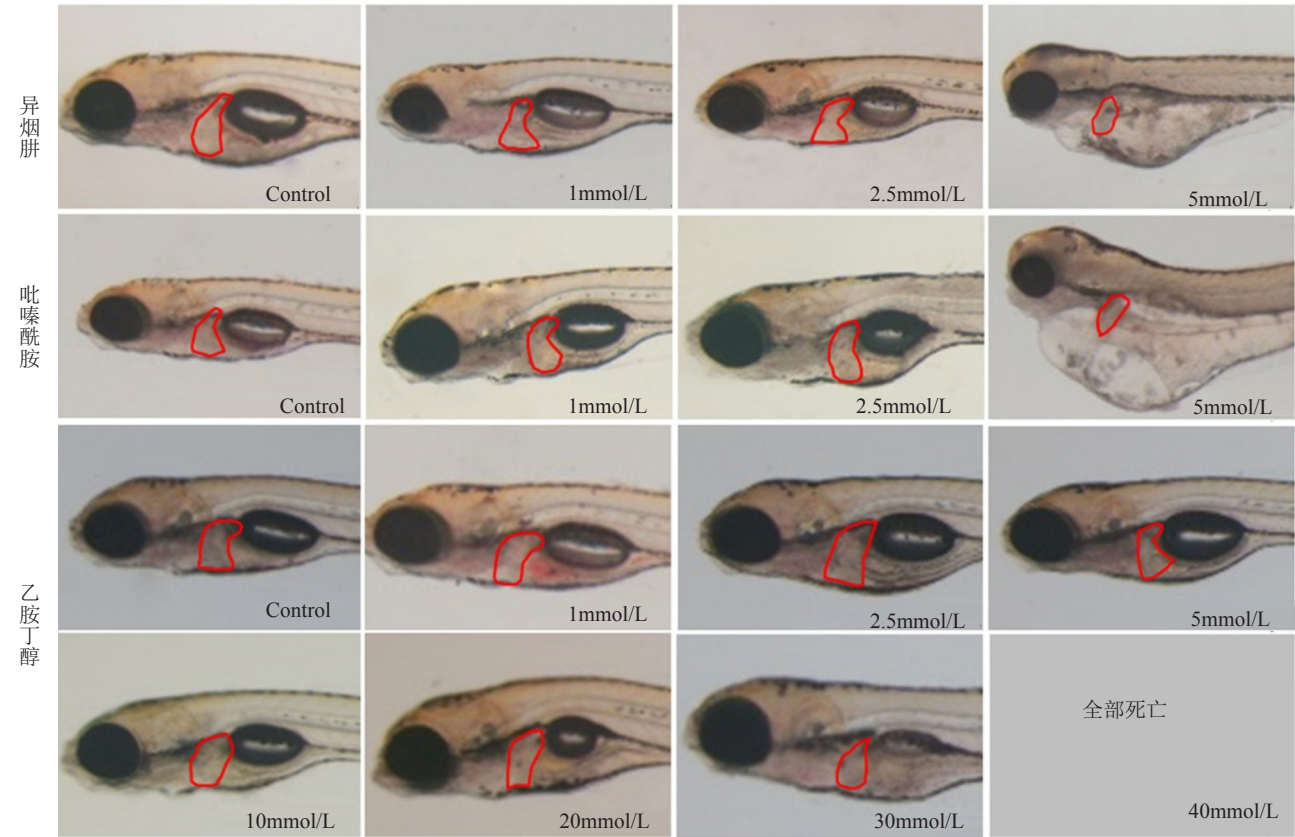 异烟肼
Control
1mmol/L
2.5mmol/L
5mmol/L
吡嗪酰胺
Control
1mmol/L
2.5mmol/L
5mmol/L
乙胺丁醇
Control
1mmol/L
2.5mmol/L
5mmol/L
10mmol/L
20mmol/L
30mmol/L
全部死亡
40mmol/L